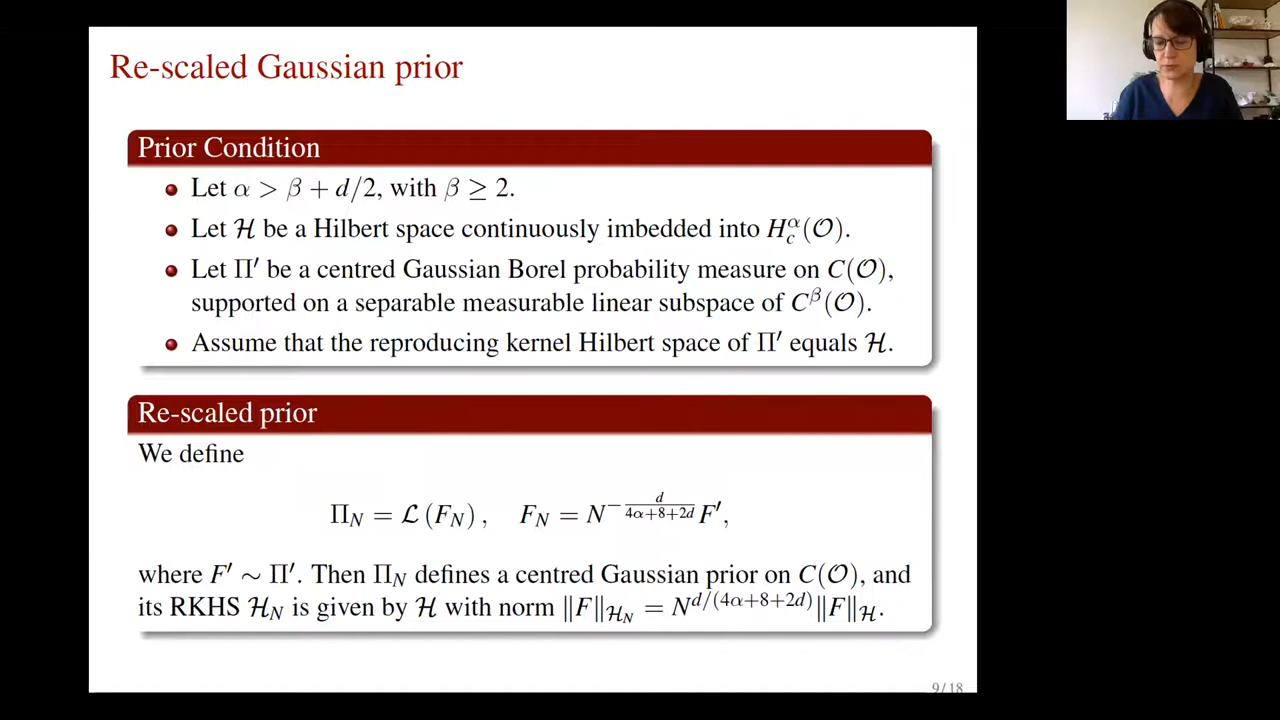 Re-scaled Gaussian prior
Prior Condition
Let α > β + d/2, with β ≥ 2.
Let ℋ be a Hilbert space continuously imbedded into H_c^α(𝒪).
Let Π′ be a centred Gaussian Borel probability measure on C(𝒪),
supported on a separable measurable linear subspace of C^β(𝒪).
Assume that the reproducing kernel Hilbert space of Π′ equals ℋ.
Re-scaled prior
We define
Π_N = ℒ (F_N) , F_N = N^{-\frac{d}{4α+8+2d}} F′,
where F′ ∼ Π′. Then Π_N defines a centred Gaussian prior on C(𝒪), and
its RKHS ℋ_N is given by ℋ with norm ‖F‖_{ℋ_N} = N^{d/(4α+8+2d)}‖F‖_ℋ.
9/18